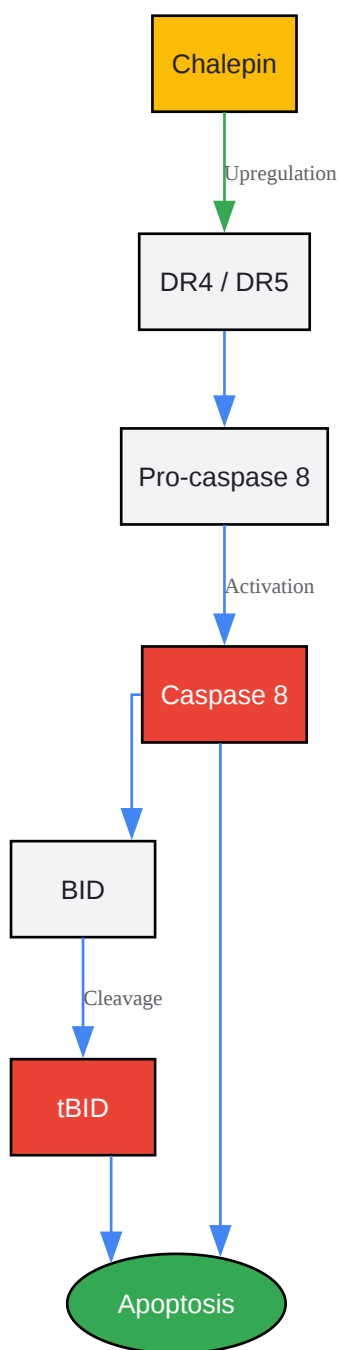 Chalepin
Upregulation
DR4 / DR5
Pro-caspase 8
Activation
Caspase 8
BID
Cleavage
tBID
Apoptosis